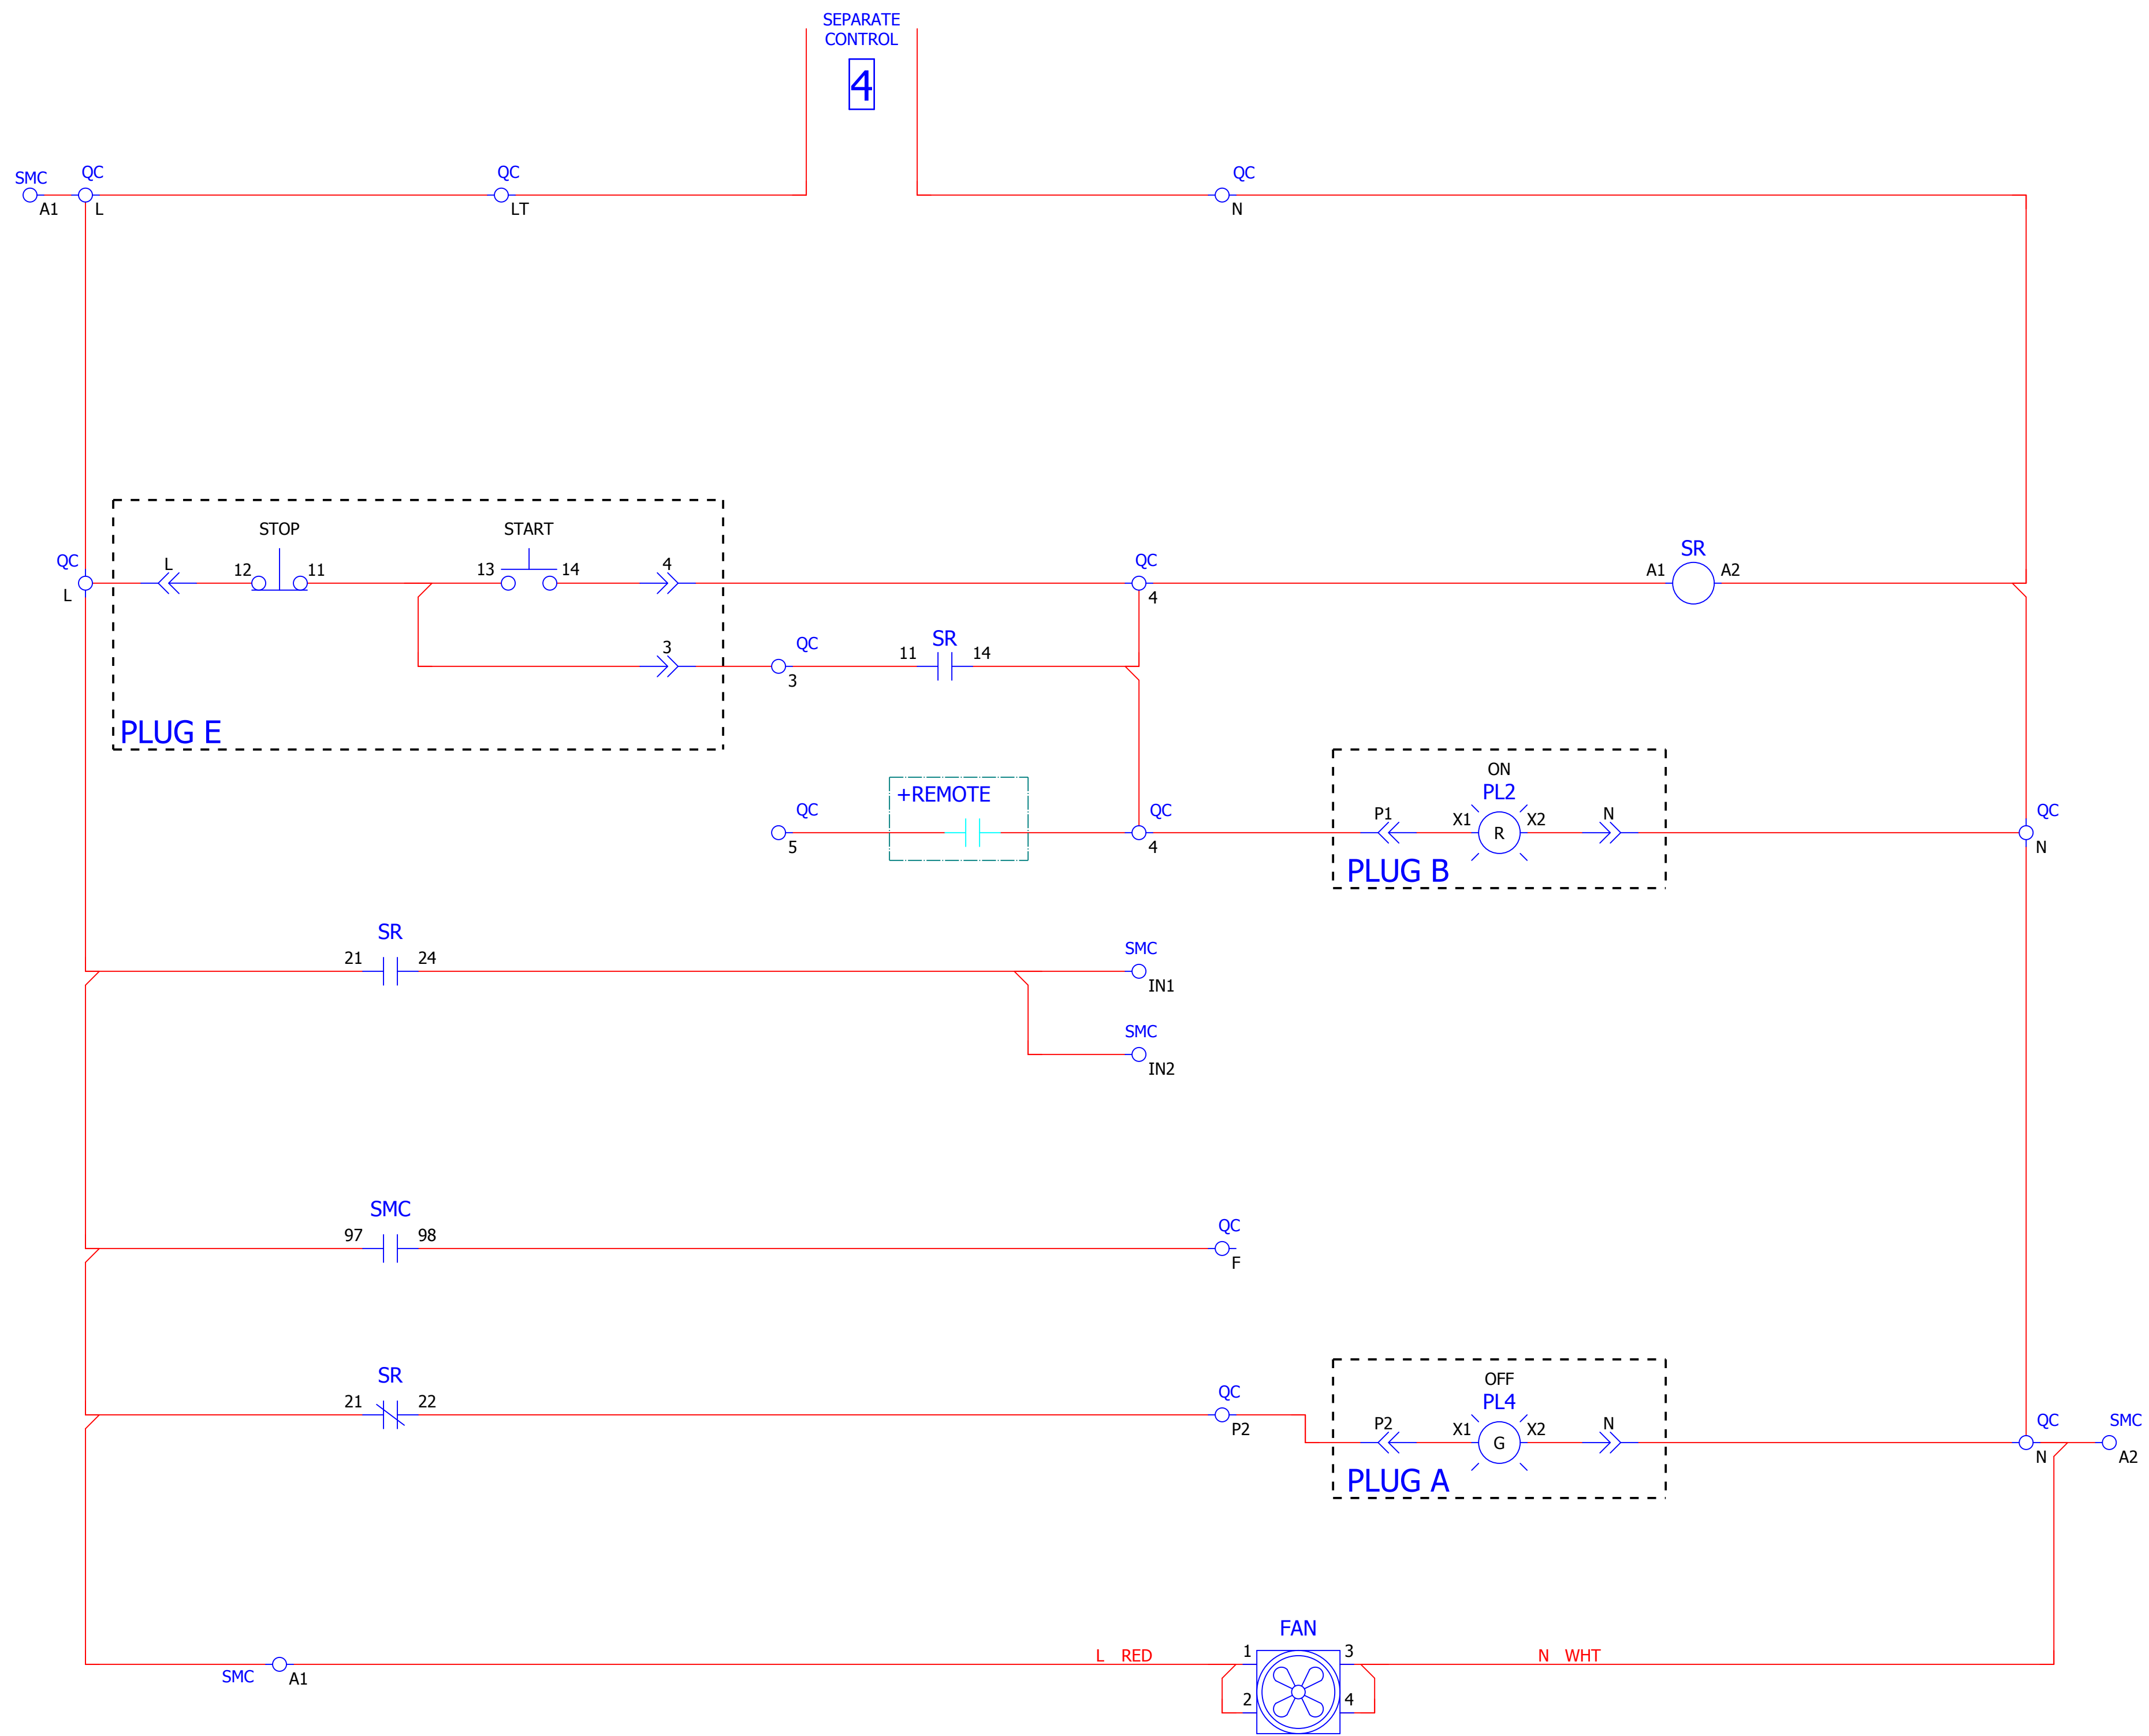 SEPARATE
CONTROL
4
SMC
A1
QC
L
QC
LT
QC
N
QC
L
STOP
START
L
12
11
13
14
4
QC
4
SR
A1
A2
3
QC
3
SR
11
14
PLUG E
+REMOTE
QC
5
QC
4
ON
PL2
P1
X1
R
X2
N
PLUG B
QC
N
SR
21
24
SMC
IN1
SMC
IN2
SMC
97
98
QC
F
SR
21
22
QC
P2
OFF
PL4
P2
X1
G
X2
N
PLUG A
QC
N
SMC
A2
SMC
A1
L RED
FAN
1
2
3
4
N WHT